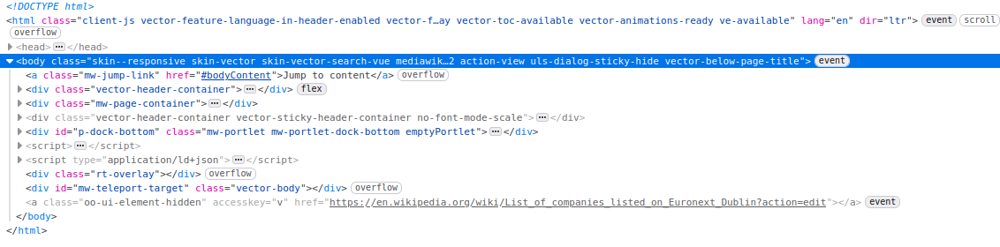 <!DOCTYPE html>
<html class="client-js vector-feature-language-in-header-enabled vector-f…ay vector-toc-available vector-animations-ready ve-available" lang="en" dir="ltr"> event scroll
overflow
<head> ··· </head>
<body class="skin--responsive skin-vector skin-vector-search-vue mediawik…2 action-view uls-dialog-sticky-hide vector-below-page-title"> event
<a class="mw-jump-link" href="#bodyContent">Jump to content</a> overflow
<div class="vector-header-container"> ··· </div> flex
<div class="mw-page-container"> ··· </div>
<div class="vector-header-container vector-sticky-header-container no-font-mode-scale"> ··· </div>
<div id="p-dock-bottom" class="mw-portlet mw-portlet-dock-bottom emptyPortlet"> ··· </div>
<script> ··· </script>
<script type="application/ld+json"> ··· </script>
<div class="rt-overlay"></div> overflow
<div id="mw-teleport-target" class="vector-body"></div> overflow
<a class="oo-ui-element-hidden" accesskey="v" href="https://en.wikipedia.org/wiki/List_of_companies_listed_on_Euronext_Dublin?action=edit"></a> event
</body>
</html>